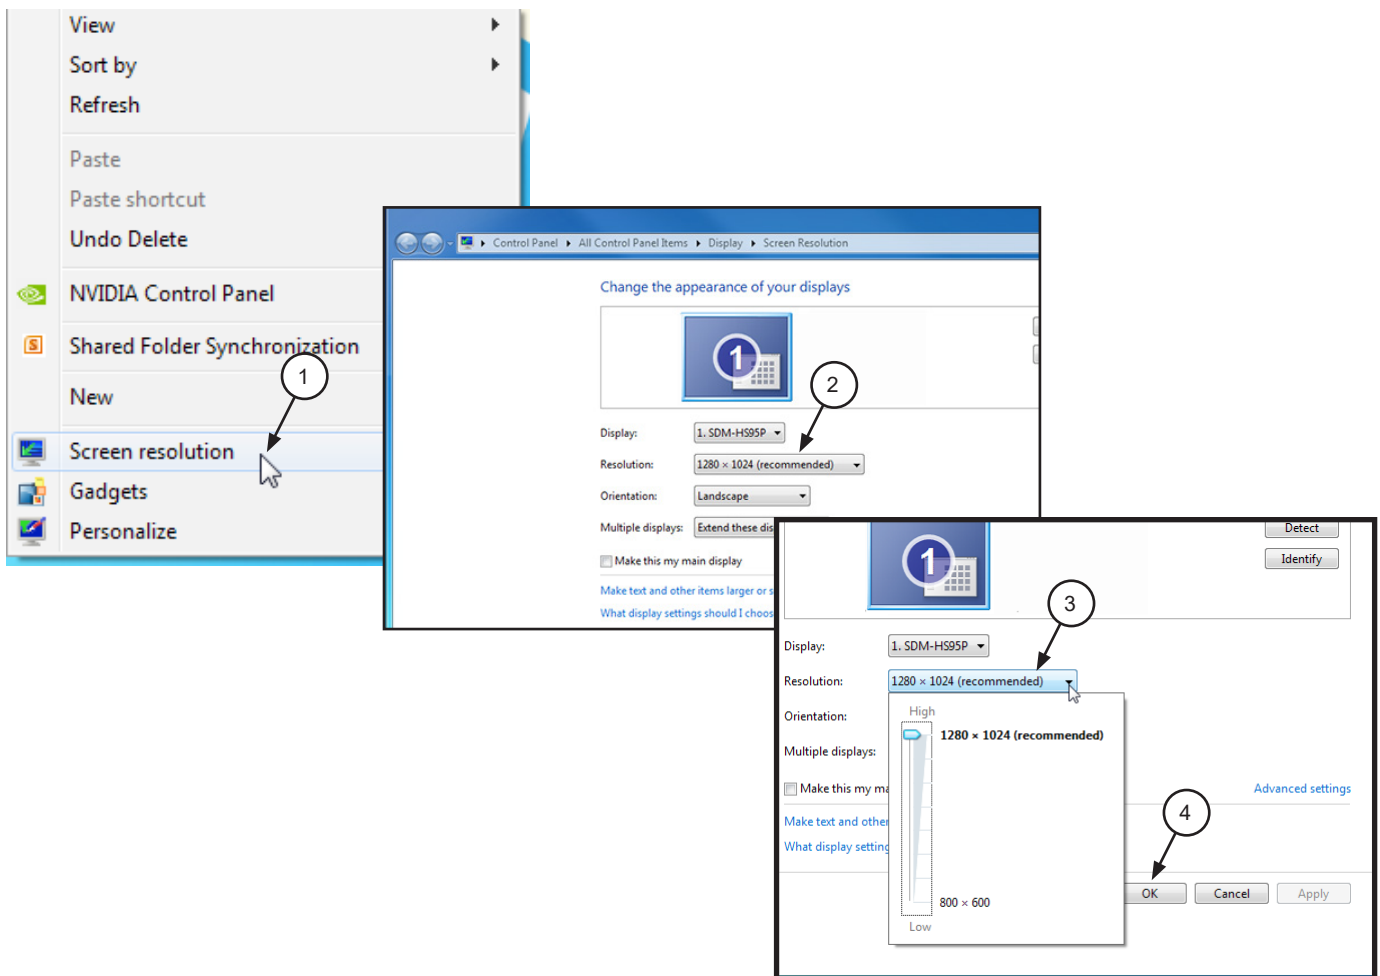 View
Sort by
Refresh
Paste
Paste shortcut
Undo Delete
NVIDIA Control Panel
S
Shared Folder Synchronization
1
New
Screen resolution
Gadgets
Personalize
Control Panel
All Control Panel Items
Display
Screen Resolution
Change the appearance of your displays
1
2
Display: 1. SDM-HS95P
Resolution: 1280 × 1024 (recommended)
Orientation: Landscape
Multiple displays: Extend these dis
Make this my main display
Make text and other items larger or s
What display settings should I choos
Detect
1
Identify
3
Display: 1. SDM-HS95P
Resolution: 1280 × 1024 (recommended)
Orientation:
High
1280 × 1024 (recommended)
Multiple displays:
Make this my ma
Advanced settings
4
Make text and other
What display setting
OK Cancel Apply
800 × 600
Low